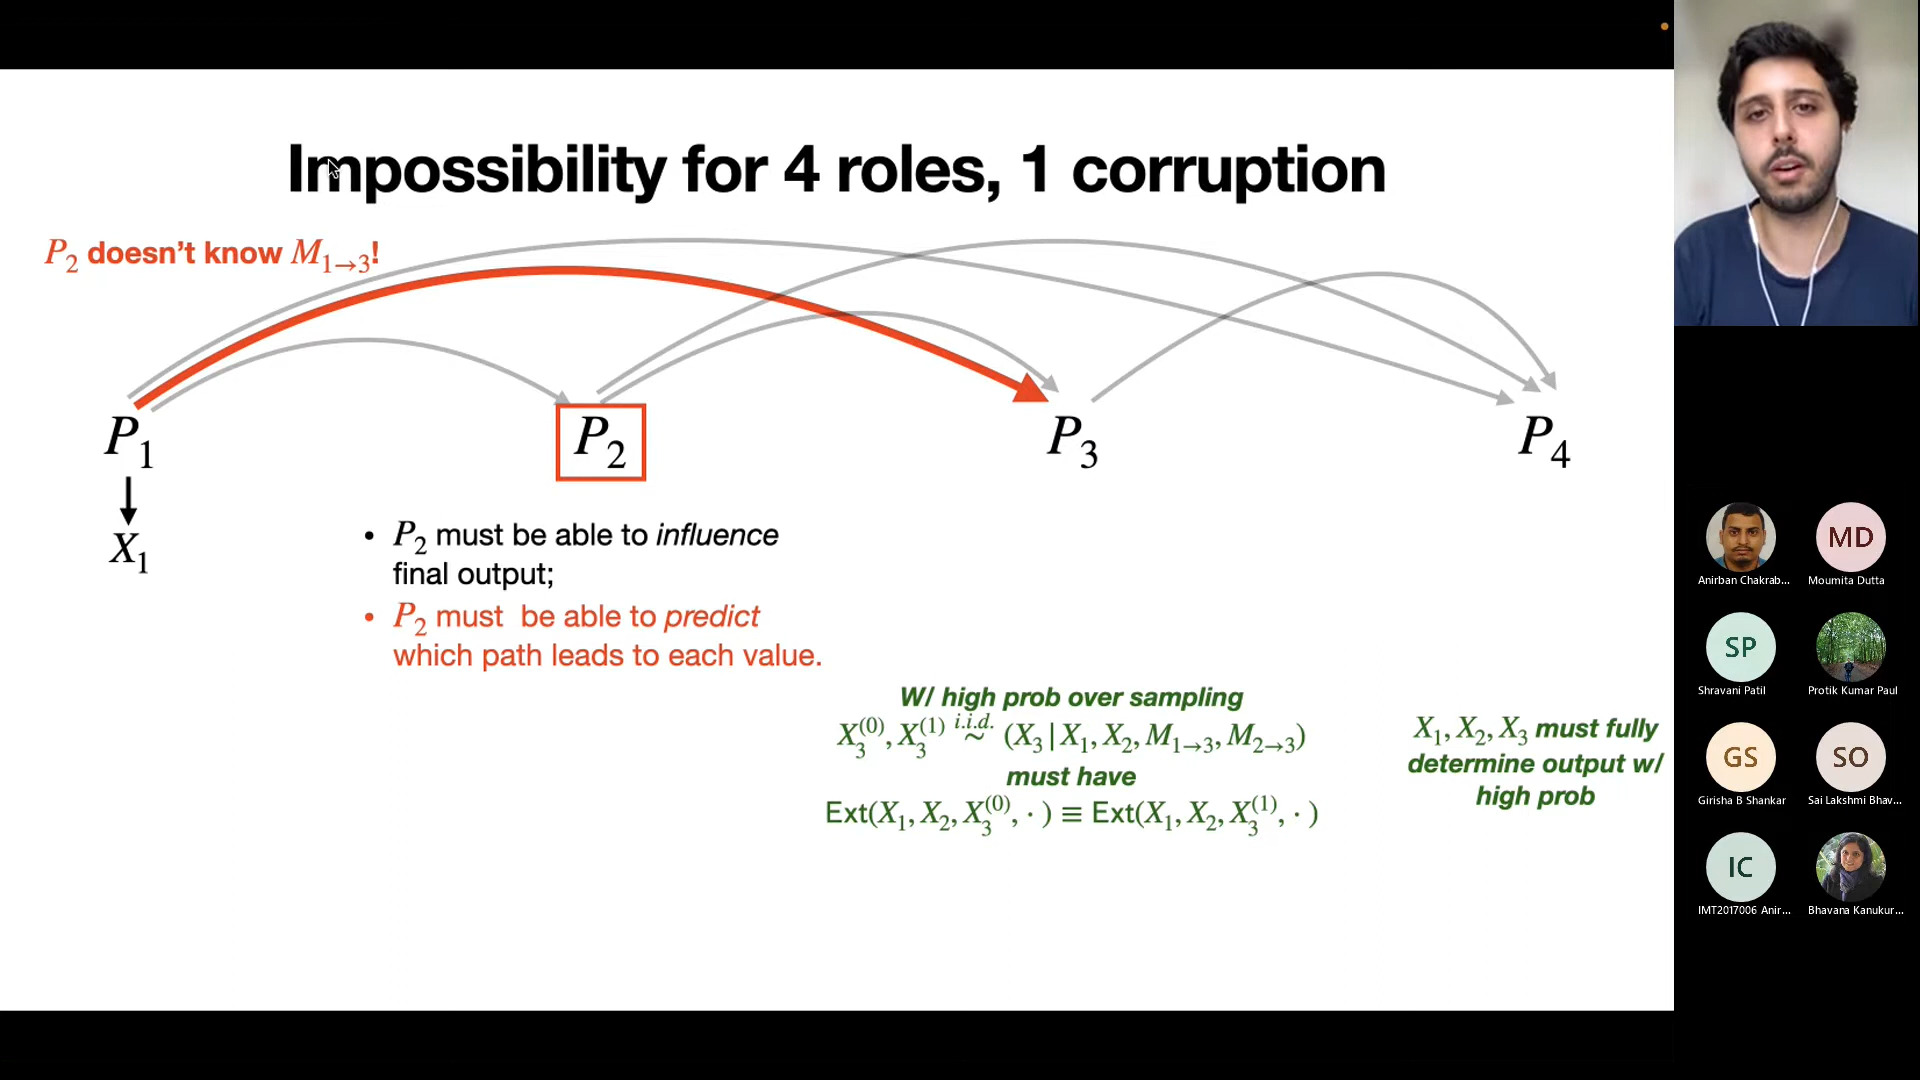 Impossibility for 4 roles, 1 corruption
P₂ doesn't know M₁→₃!
P₁
P₂
P₃
P₄
X₁
• P₂ must be able to influence
final output;
• P₂ must be able to predict
which path leads to each value.
W/ high prob over sampling
X₃⁽⁰⁾, X₃⁽¹⁾ i.i.d. ~ (X₃ | X₁, X₂, M₁→₃, M₂→₃)
must have
Ext(X₁, X₂, X₃⁽⁰⁾, · ) ≡ Ext(X₁, X₂, X₃⁽¹⁾, · )
X₁, X₂, X₃ must fully
determine output w/
high prob
MD
Anirban Chakrab...
Moumita Dutta
SP
Shravani Patil
Protik Kumar Paul
GS
SO
Girisha B Shankar
Sai Lakshmi Bhav...
IC
IMT2017006 Anir...
Bhavana Kanukur...